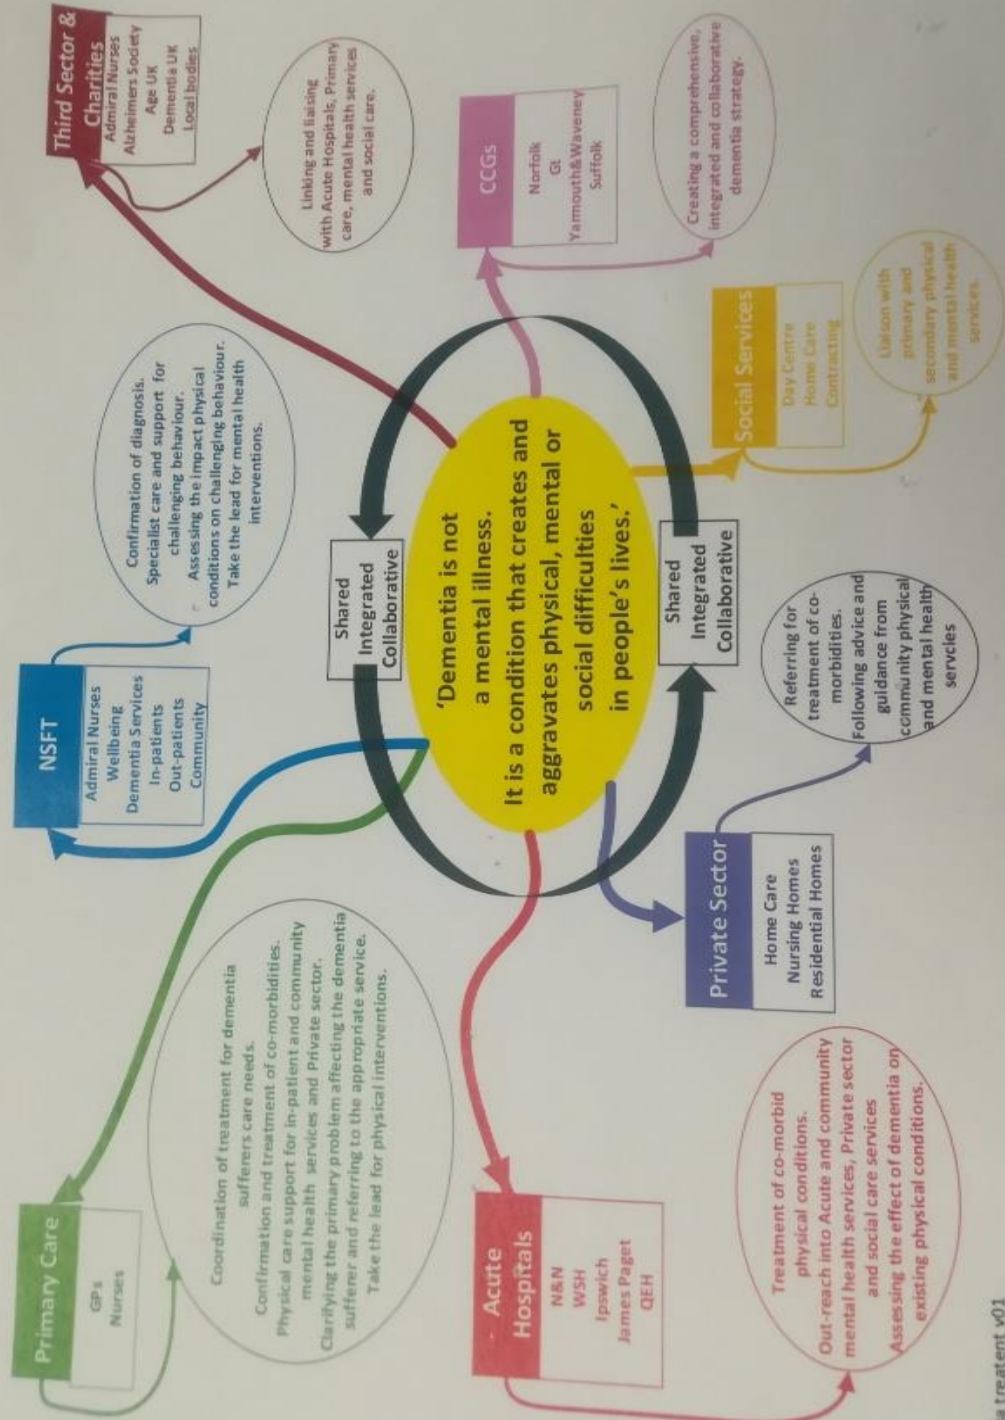 Primary Care
GPs
Nurses
Coordination of treatment for dementia
sufferers care needs.
Confirmation and treatment of co-morbidities.
Physical care support for in-patient and community
mental health services and Private sector.
Clarifying the primary problem affecting the dementia
sufferer and referring to the appropriate service.
Take the lead for physical interventions.
NSFT
Admiral Nurses
Wellbeing
Dementia Services
In-patients
Out-patients
Community
Confirmation of diagnosis.
Specialist care and support for
challenging behaviour.
Assessing the impact physical
conditions on challenging behaviour.
Take the lead for mental health
interventions.
Third Sector &
Charities
Admiral Nurses
Alzheimers Society
Age UK
Dementia UK
Local bodies
Linking and liaising
with Acute Hospitals, Primary
care, mental health services
and social care.
Shared
Integrated
Collaborative
'Dementia is not
a mental illness.
It is a condition that creates and
aggravates physical, mental or
social difficulties
in people's lives.'
Shared
Integrated
Collaborative
CCGs
Norfolk
Gt
Yarmouth&Waveney
Suffolk
Creating a comprehensive,
integrated and collaborative
dementia strategy.
Acute
Hospitals
N&N
WSH
Ipswich
James Paget
QEH
Treatment of co-morbid
physical conditions.
Out-reach into Acute and community
mental health services, Private sector
and social care services
Assessing the effect of dementia on
existing physical conditions.
Private Sector
Home Care
Nursing Homes
Residential Homes
Referring for
treatment of co-
morbidities.
Following advice and
guidance from
community physical
and mental health
servcies
Social Services
Day Centre
Home Care
Contracting
Liaison with
primary and
secondary physical
and mental health
services.
a treatent v01